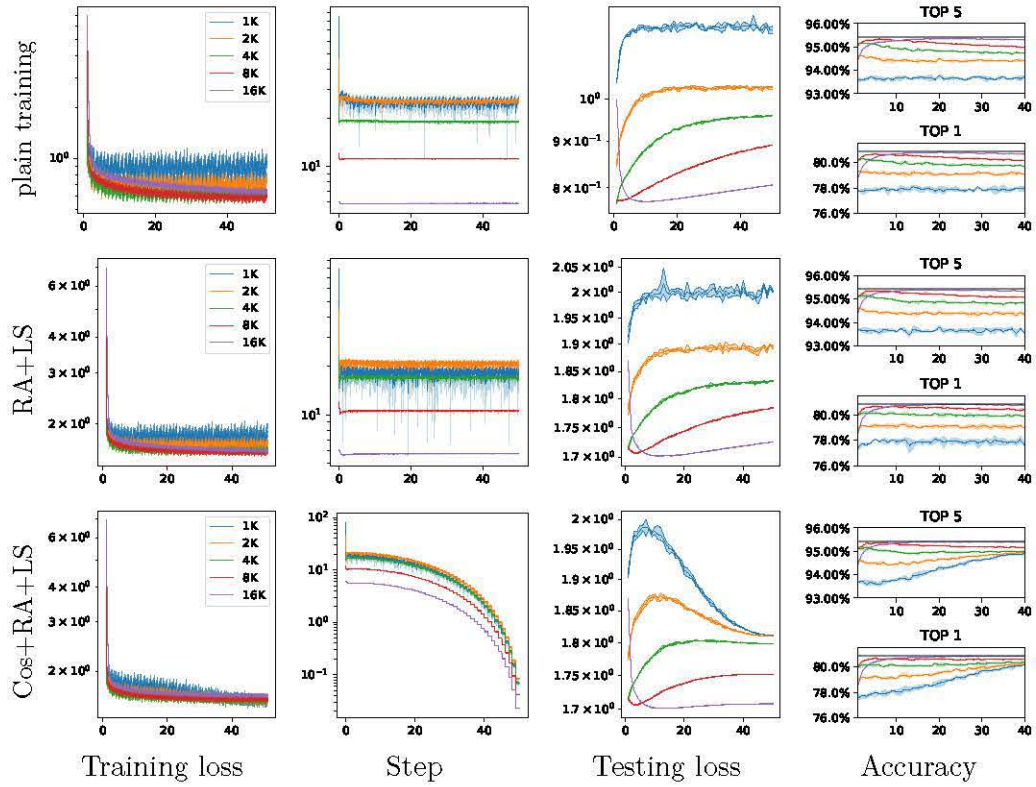 plain training
10⁰
0
20
40
1K
2K
4K
8K
16K
10¹
0
20
40
10⁰
9 × 10⁻¹
8 × 10⁻¹
0
20
40
TOP 5
96.00%
95.00%
94.00%
93.00%
10
20
30
40
TOP 1
80.0%
78.0%
76.0%
10
20
30
40
RA+LS
6 × 10⁰
4 × 10⁰
3 × 10⁰
2 × 10⁰
0
20
40
1K
2K
4K
8K
16K
10¹
0
20
40
2.05 × 10⁰
2 × 10⁰
1.95 × 10⁰
1.9 × 10⁰
1.85 × 10⁰
1.8 × 10⁰
1.75 × 10⁰
1.7 × 10⁰
0
20
40
TOP 5
96.00%
95.00%
94.00%
93.00%
10
20
30
40
TOP 1
80.0%
78.0%
76.0%
10
20
30
40
Cos+RA+LS
6 × 10⁰
4 × 10⁰
3 × 10⁰
2 × 10⁰
0
20
40
1K
2K
4K
8K
16K
10²
10¹
10⁰
10⁻¹
0
20
40
2 × 10⁰
1.95 × 10⁰
1.9 × 10⁰
1.85 × 10⁰
1.8 × 10⁰
1.75 × 10⁰
1.7 × 10⁰
0
20
40
TOP 5
96.00%
95.00%
94.00%
93.00%
10
20
30
40
TOP 1
80.0%
78.0%
76.0%
10
20
30
40
Training loss
Step
Testing loss
Accuracy